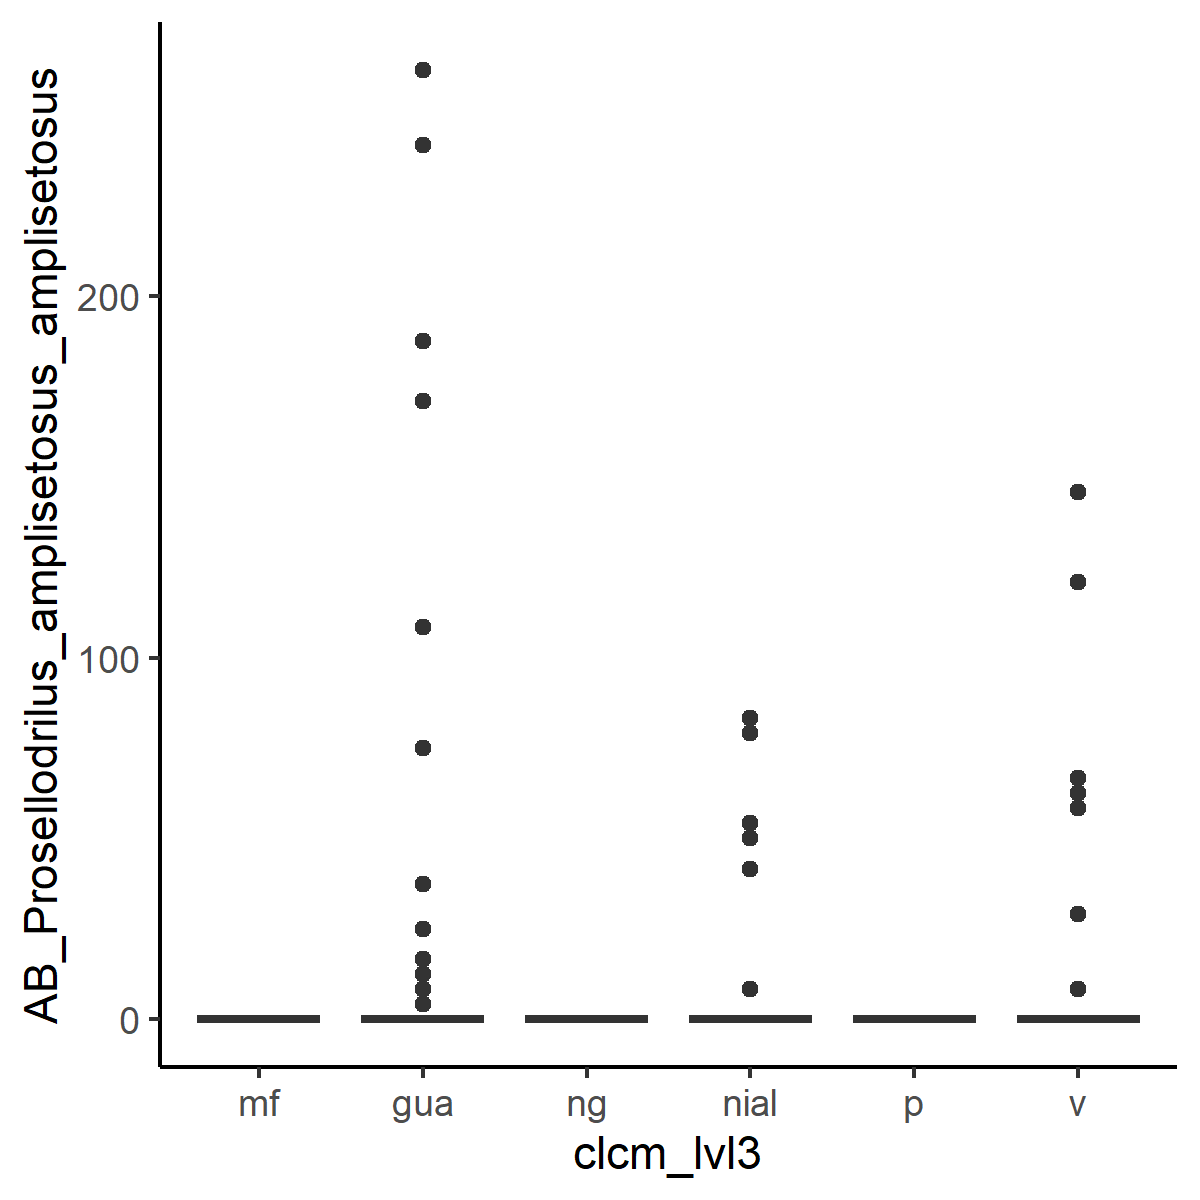 AB_Prosellodrilus_amplisetosus_amplisetosus
200
100
0
mf gua ng nial p v
clcm_lvl3